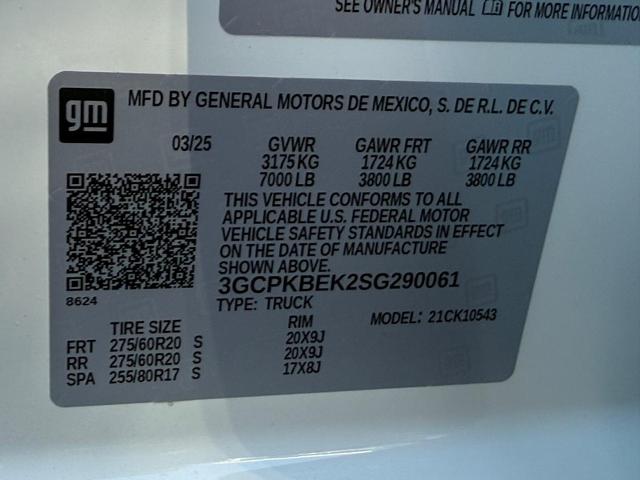 SEE OWNER'S MANUAL FOR MORE INFORMATION
gm
MFD BY GENERAL MOTORS DE MEXICO, S. DE R.L. DE C.V.
03/25 GVWR GAWR FRT GAWR RR
3175 KG 1724 KG 1724 KG
7000 LB 3800 LB 3800 LB
THIS VEHICLE CONFORMS TO ALL
APPLICABLE U.S. FEDERAL MOTOR
VEHICLE SAFETY STANDARDS IN EFFECT
ON THE DATE OF MANUFACTURE
SHOWN ABOVE.
3GCPKBEK2SG290061
8624
TYPE: TRUCK
MODEL: 21CK10543
TIRE SIZE RIM
FRT 275/60R20 S 20X9J
RR 275/60R20 S 20X9J
SPA 255/80R17 S 17X8J